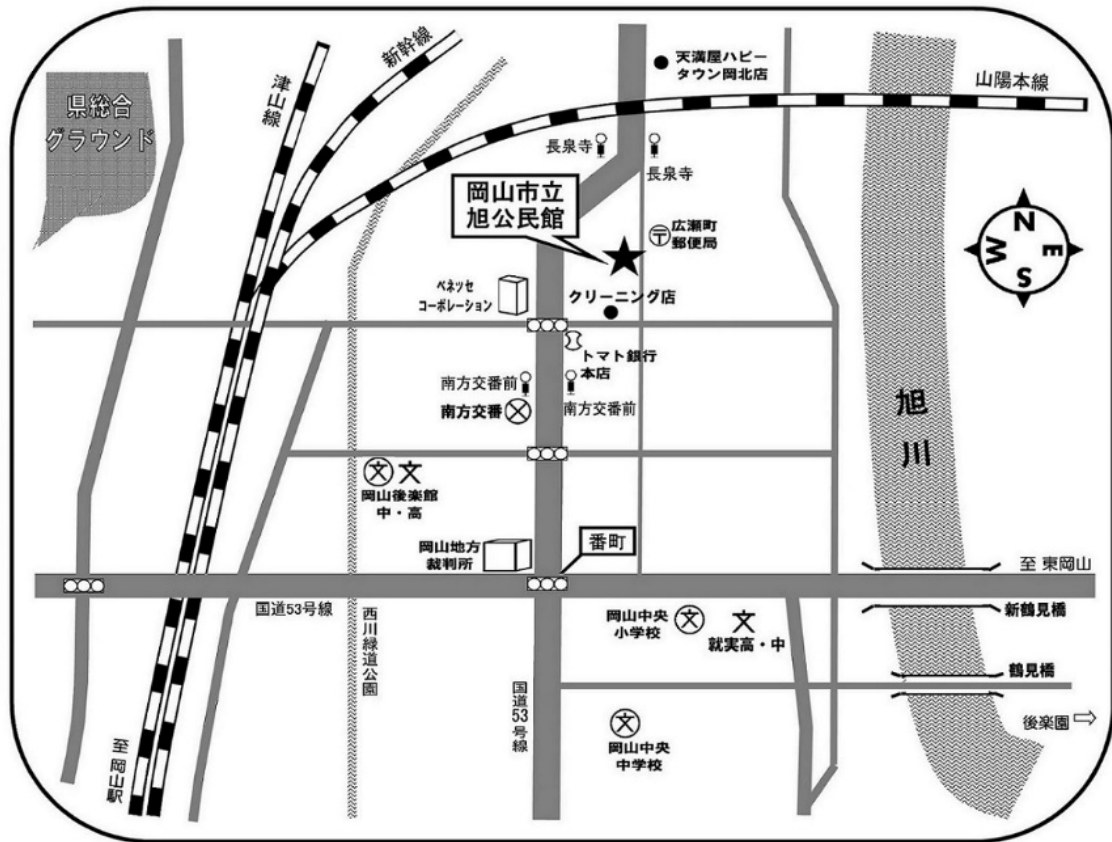 天満屋ハピー
タウン岡北店
新幹線
津山線
山陽本線
県総合
グラウンド
長泉寺
長泉寺
岡山市立
旭公民館
〒
広瀬町
郵便局
N
W
E
S
ベネッセ
コーポレーション
クリーニング店
トマト銀行
本店
南方交番前
南方交番
南方交番前
旭川
文
文
岡山後楽館
中・高
岡山地方
裁判所
番町
至 東岡山
国道53号線
西川緑道公園
岡山中央
小学校
文
文
就実高・中
新鶴見橋
鶴見橋
国道53号線
文
岡山中央
中学校
後楽園
至 岡山駅